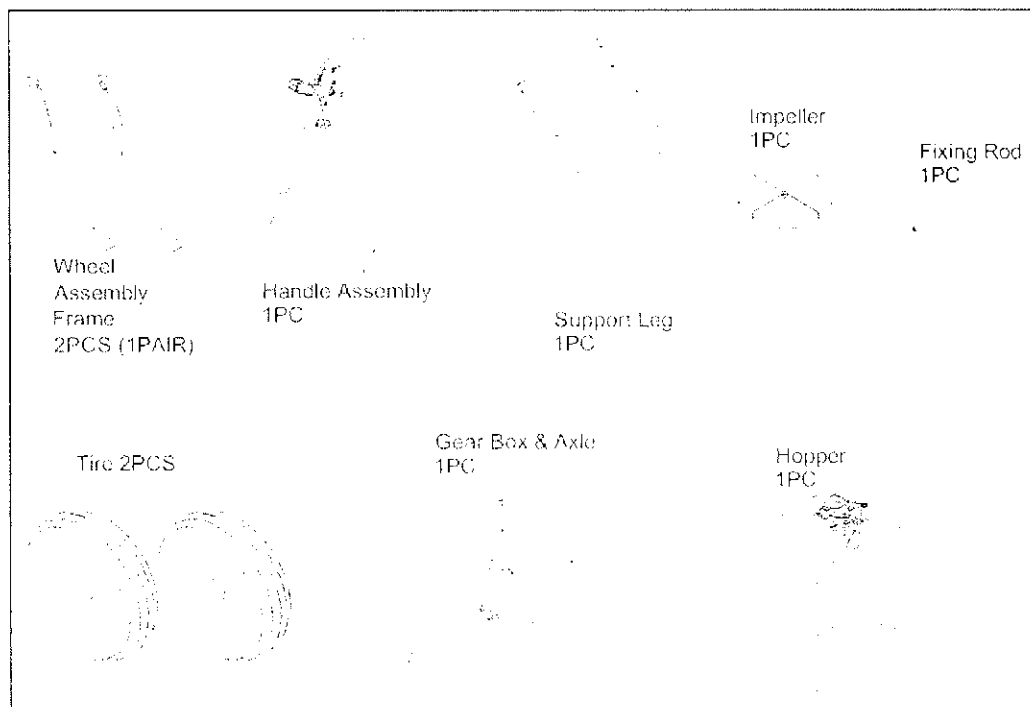 Impeller
1PC
Fixing Rod
1PC
Wheel
Assembly
Frame
2PCS (1PAIR)
Handle Assembly
1PC
Support Leg
1PC
Tire 2PCS
Gear Box & Axle
1PC
Hopper
1PC